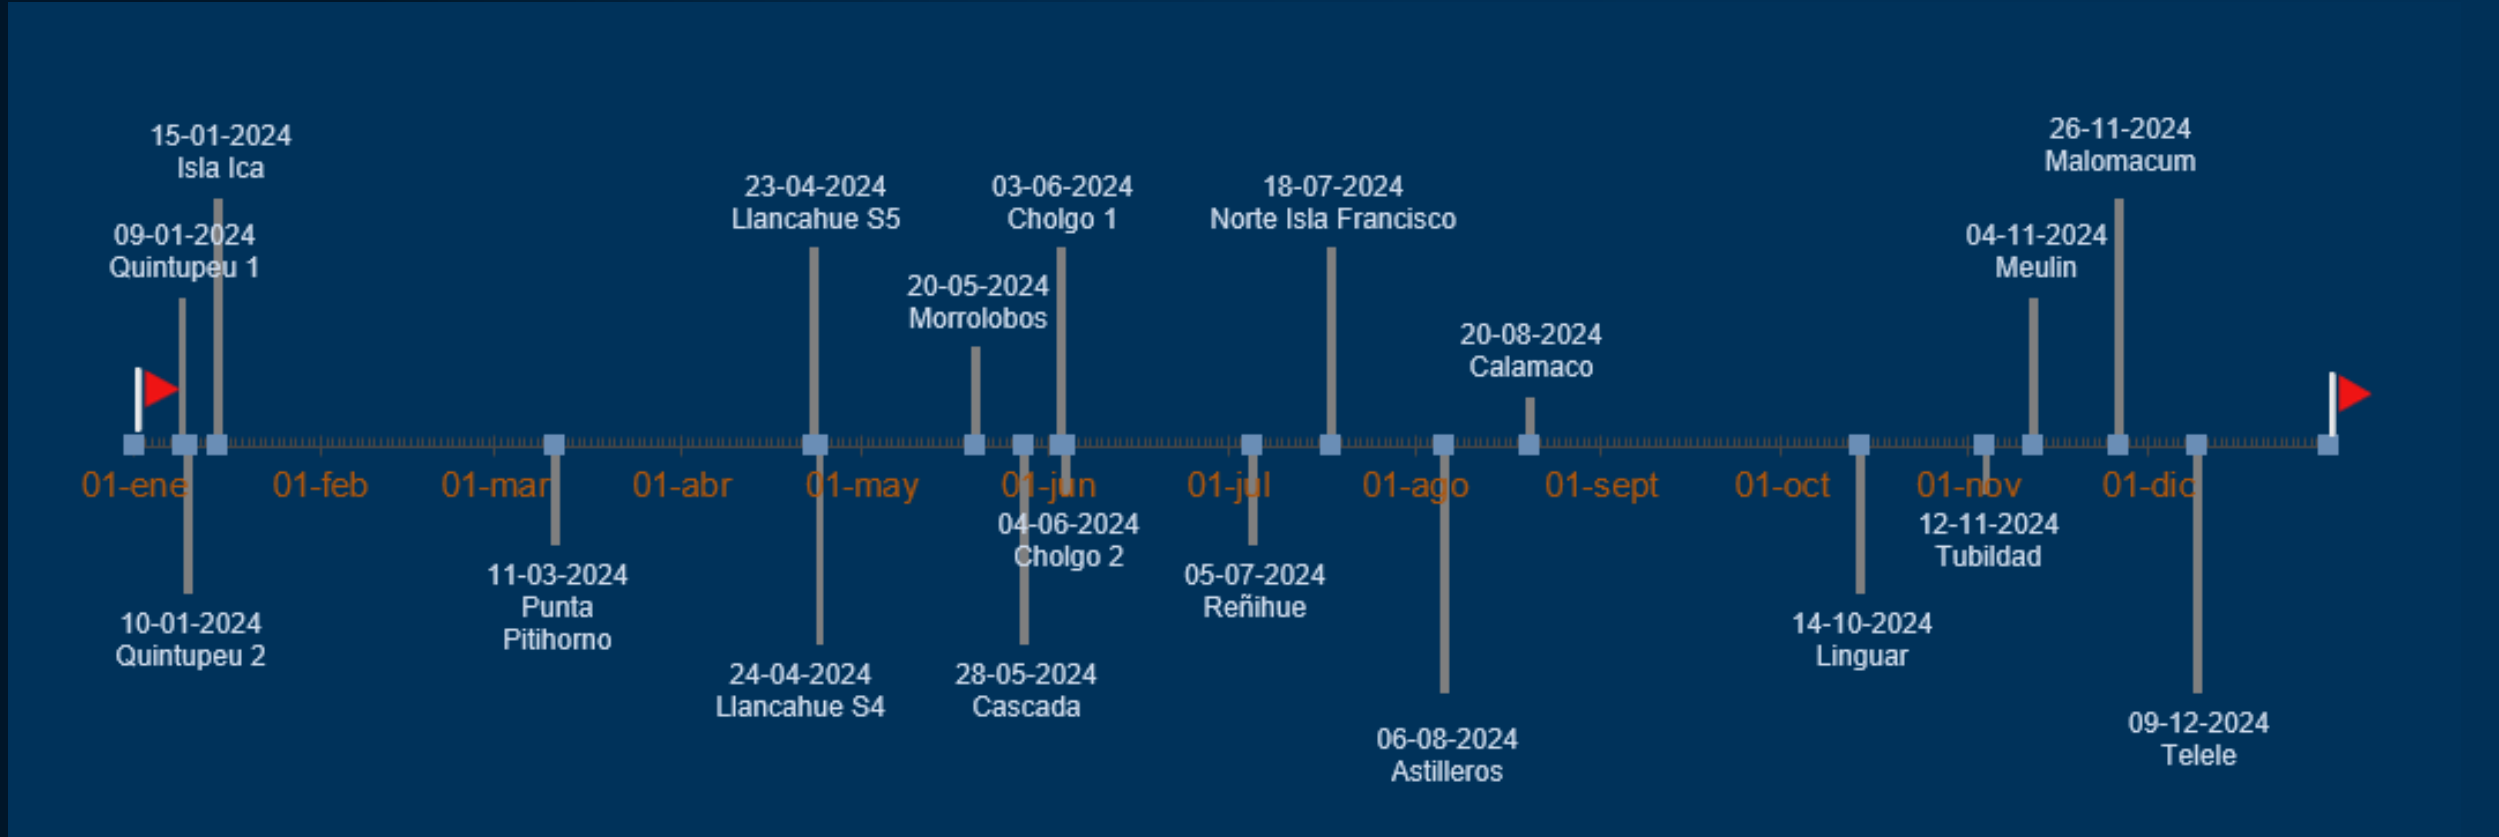 15-01-2024
Isla Ica
09-01-2024
Quintupeu 1
23-04-2024
Llancahue S5
20-05-2024
Morrolobos
03-06-2024
Cholgo 1
18-07-2024
Norte Isla Francisco
20-08-2024
Calamaco
04-11-2024
Meulin
26-11-2024
Malomacum
01-ene
01-feb
01-mar
01-abr
01-may
01-jun
01-jul
01-ago
01-sept
01-oct
01-nov
01-dic
10-01-2024
Quintupeu 2
11-03-2024
Punta
Pitihorno
24-04-2024
Llancahue S4
28-05-2024
Cascada
04-06-2024
Cholgo 2
05-07-2024
Reñihue
06-08-2024
Astilleros
14-10-2024
Linguar
12-11-2024
Tubildad
09-12-2024
Telele